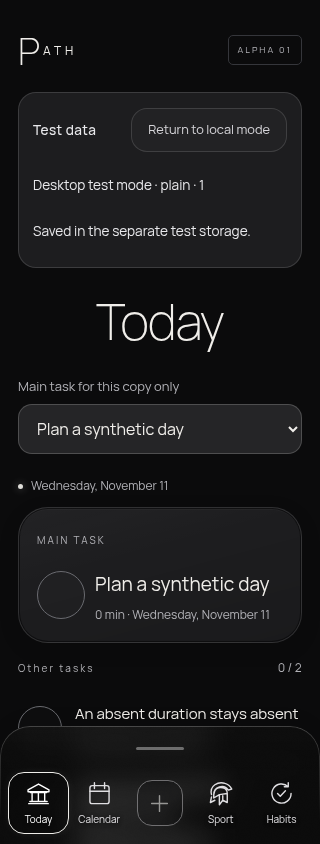 PATH
ALPHA 01
Test data
Return to local mode
Desktop test mode · plain · 1
Saved in the separate test storage.
Today
Main task for this copy only
Plan a synthetic day
Wednesday, November 11
MAIN TASK
Plan a synthetic day
0 min · Wednesday, November 11
Other tasks
0 / 2
An absent duration stays absent
Today
Calendar
Sport
Habits